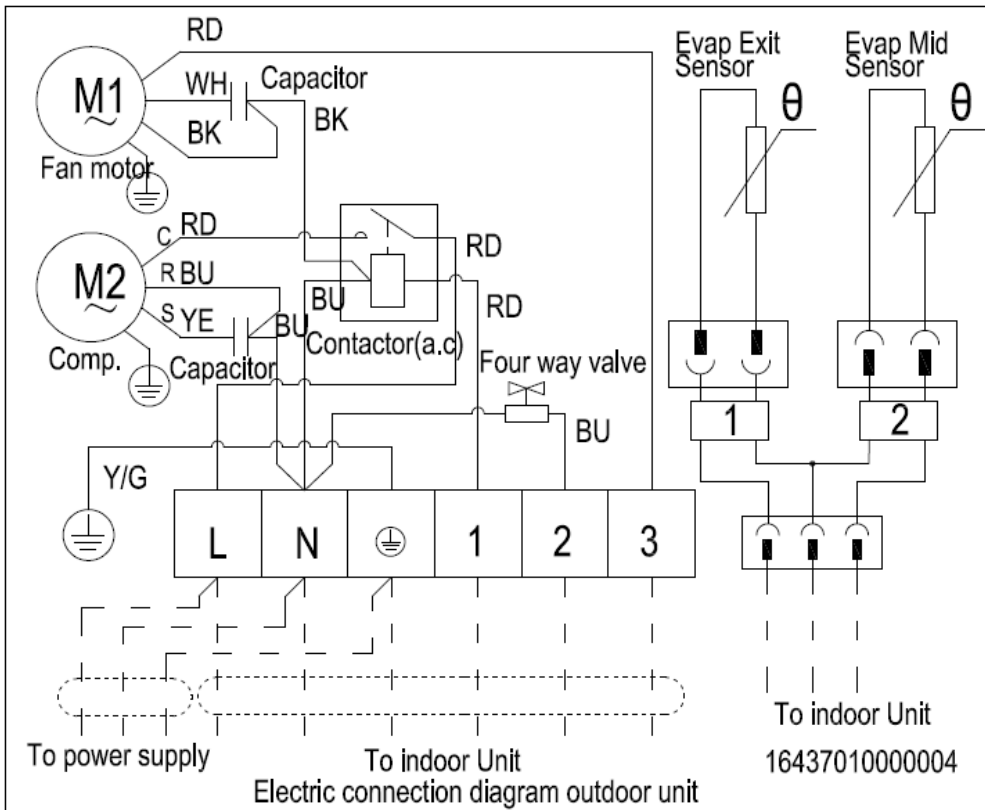 RD
Evap Exit
Sensor
Evap Mid
Sensor
M1
~
WH
Capacitor
BK
BK
θ
θ
Fan motor
C RD
RD
M2
~
R BU
BU
RD
S YE
BU
Comp.
Capacitor
Contactor(a.c)
Four way valve
BU
1
2
Y/G
L
N
1
2
3
To power supply
To indoor Unit
To indoor Unit
16437010000004
Electric connection diagram outdoor unit